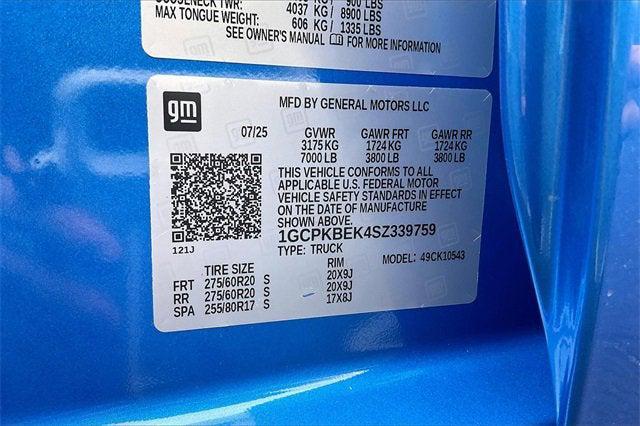 4037 KG / 8900 LBS
MAX TONGUE WEIGHT: 606 KG / 1335 LBS
SEE OWNER'S MANUAL FOR MORE INFORMATION
gm
MFD BY GENERAL MOTORS LLC
07/25 GVWR GAWR FRT GAWR RR
3175 KG 1724 KG 1724 KG
7000 LB 3800 LB 3800 LB
THIS VEHICLE CONFORMS TO ALL
APPLICABLE U.S. FEDERAL MOTOR
VEHICLE SAFETY STANDARDS IN EFFECT
ON THE DATE OF MANUFACTURE
SHOWN ABOVE.
1GCPKBEK4SZ339759
121J TYPE: TRUCK MODEL: 49CK10543
TIRE SIZE RIM
FRT 275/60R20 S 20X9J
RR 275/60R20 S 20X9J
SPA 255/80R17 S 17X8J